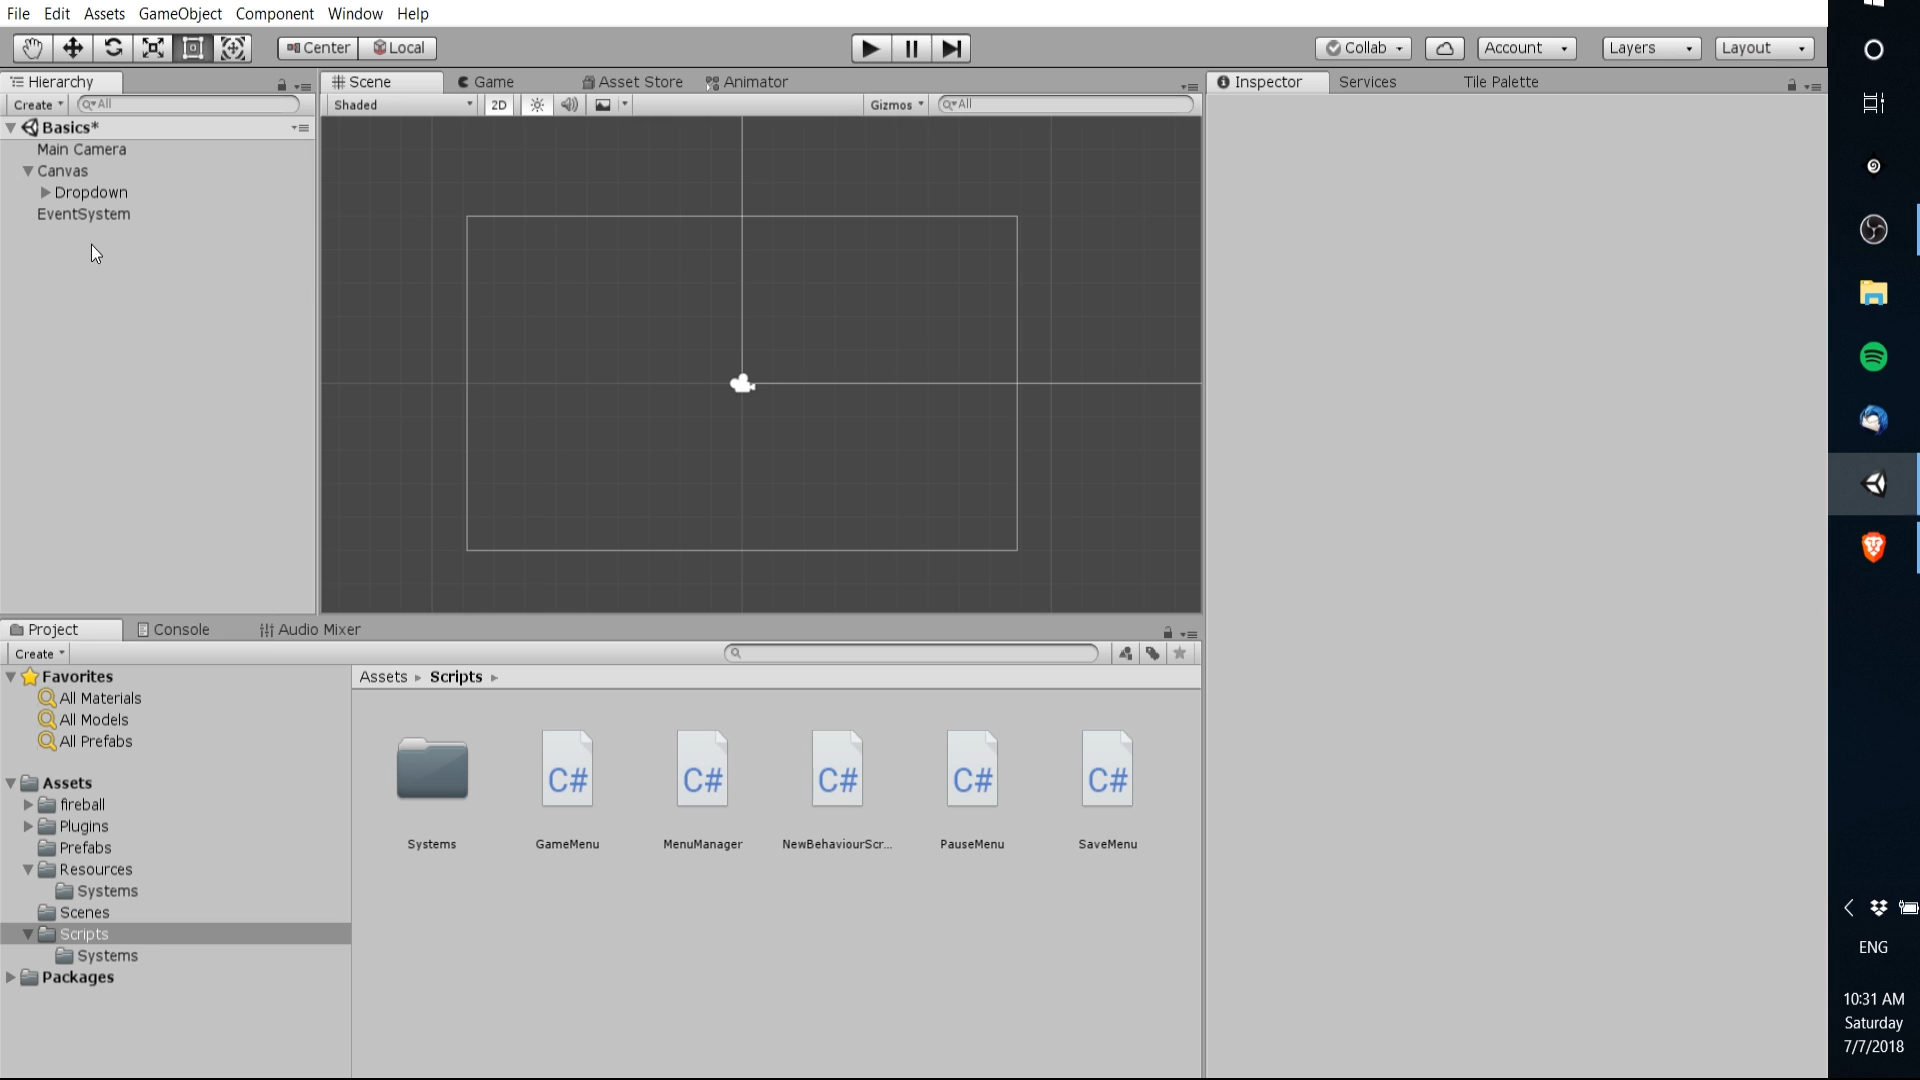 File Edit Assets GameObject Component Window Help
Center Local Collab Account Layers Layout
Hierarchy
Create All
Basics*
Main Camera
Canvas
Dropdown
EventSystem
Scene Game Asset Store Animator
Shaded 2D Gizmos All
Inspector Services Tile Palette
Project Console Audio Mixer
Create
Favorites
All Materials
All Models
All Prefabs
Assets
fireball
Plugins
Prefabs
Resources
Systems
Scenes
Scripts
Systems
Packages
Assets Scripts
C# C# C# C# C#
Systems GameMenu MenuManager NewBehaviourScr... PauseMenu SaveMenu
ENG
10:31 AM
Saturday
7/7/2018